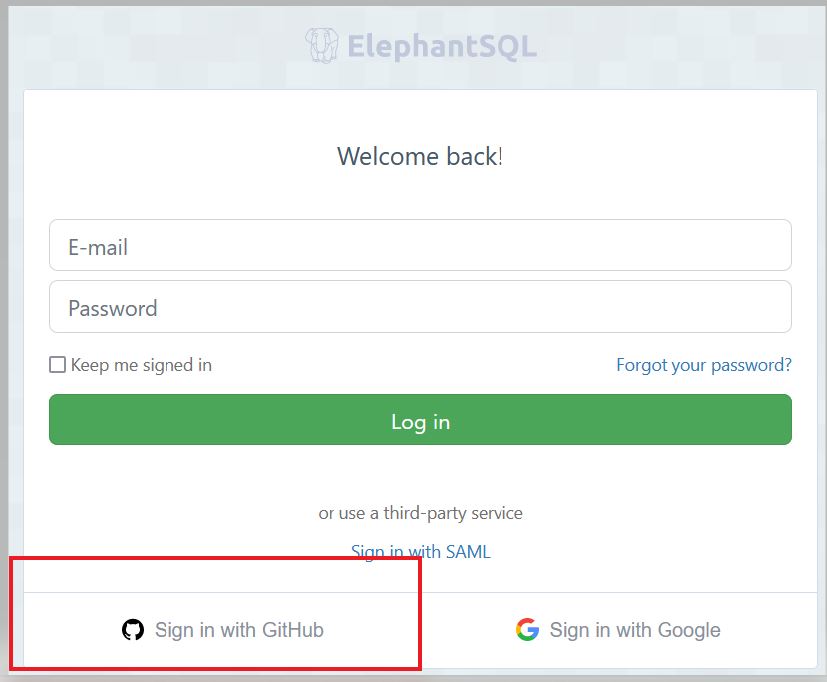 ElephantSQL
Welcome back!
E-mail
Password
Keep me signed in Forgot your password?
Log in
or use a third-party service
Sign in with SAML
Sign in with GitHub Sign in with Google